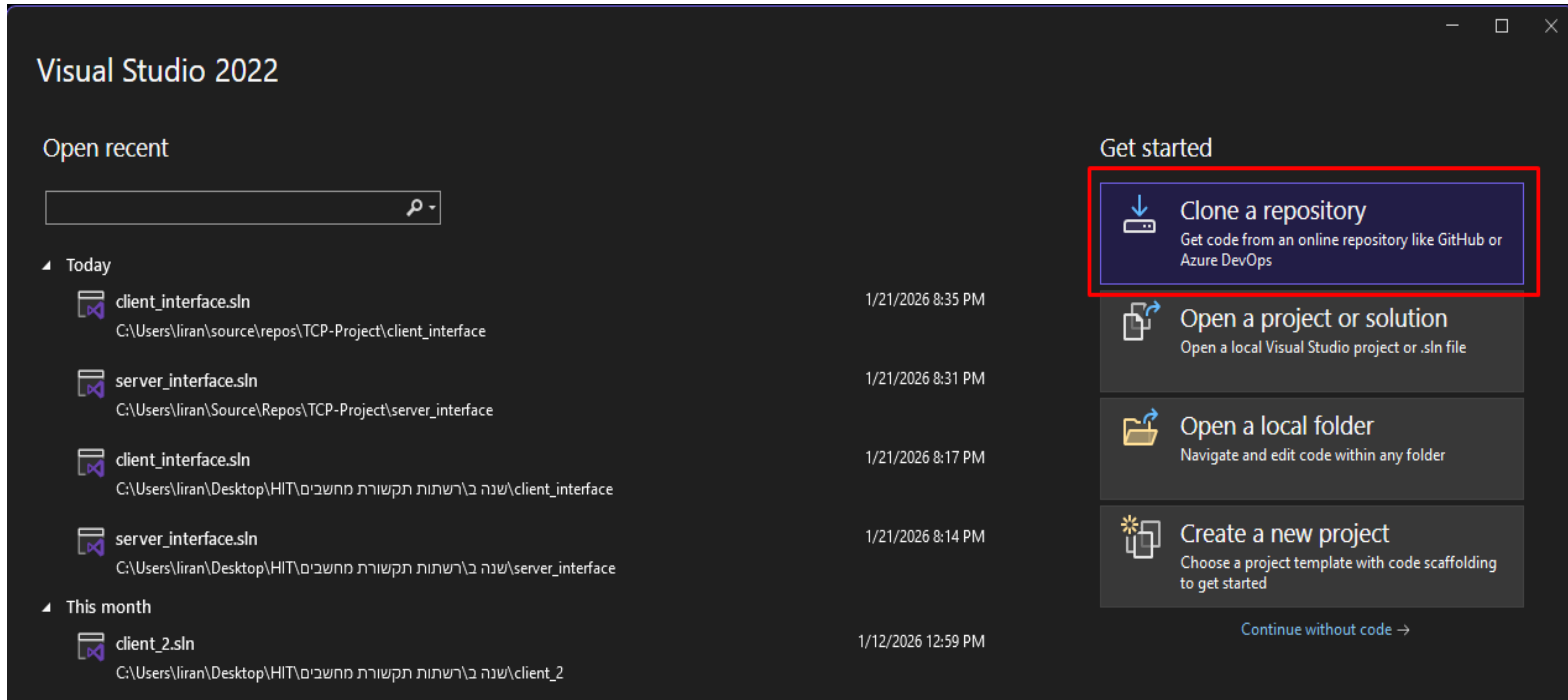 Visual Studio 2022
Open recent
Today
client_interface.sln
1/21/2026 8:35 PM
C:\Users\liran\source\repos\TCP-Project\client_interface
server_interface.sln
1/21/2026 8:31 PM
C:\Users\liran\Source\Repos\TCP-Project\server_interface
client_interface.sln
1/21/2026 8:17 PM
C:\Users\liran\Desktop\HIT\שנה ב\רשתות תקשורת מחשבים\client_interface
server_interface.sln
1/21/2026 8:14 PM
C:\Users\liran\Desktop\HIT\שנה ב\רשתות תקשורת מחשבים\server_interface
This month
client_2.sln
1/12/2026 12:59 PM
C:\Users\liran\Desktop\HIT\שנה ב\רשתות תקשורת מחשבים\client_2
Get started
Clone a repository
Get code from an online repository like GitHub or
Azure DevOps
Open a project or solution
Open a local Visual Studio project or .sln file
Open a local folder
Navigate and edit code within any folder
Create a new project
Choose a project template with code scaffolding
to get started
Continue without code →